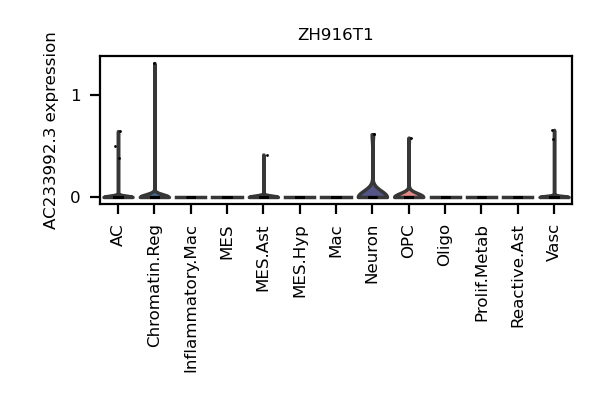 ZH916T1
AC233992.3 expression
1
0
AC
Chromatin.Reg
Inflammatory.Mac
MES
MES.Ast
MES.Hyp
Mac
Neuron
OPC
Oligo
Prolif.Metab
Reactive.Ast
Vasc